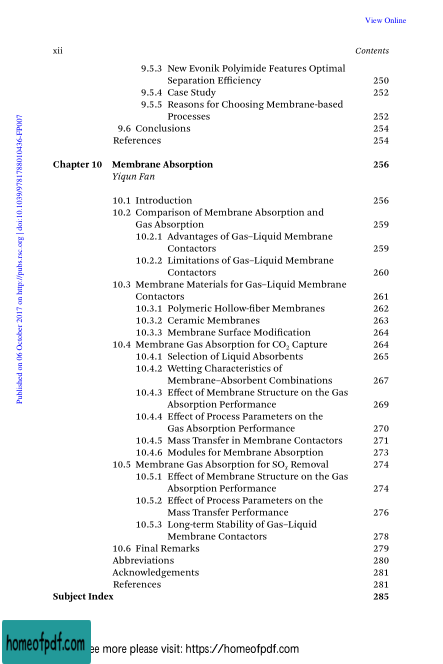 View Online
xii Contents
9.5.3 New Evonik Polyimide Features Optimal
Separation Efficiency 250
9.5.4 Case Study 252
9.5.5 Reasons for Choosing Membrane-based
Processes 252
9.6 Conclusions 254
References 254
Chapter 10 Membrane Absorption 256
Yiqun Fan
10.1 Introduction 256
10.2 Comparison of Membrane Absorption and
Gas Absorption 259
10.2.1 Advantages of Gas–Liquid Membrane
Contactors 259
10.2.2 Limitations of Gas–Liquid Membrane
Contactors 260
10.3 Membrane Materials for Gas–Liquid Membrane
Contactors 261
10.3.1 Polymeric Hollow-fiber Membranes 262
10.3.2 Ceramic Membranes 263
10.3.3 Membrane Surface Modification 264
10.4 Membrane Gas Absorption for CO₂ Capture 264
10.4.1 Selection of Liquid Absorbents 265
10.4.2 Wetting Characteristics of
Membrane–Absorbent Combinations 267
10.4.3 Effect of Membrane Structure on the Gas
Absorption Performance 269
10.4.4 Effect of Process Parameters on the
Gas Absorption Performance 270
10.4.5 Mass Transfer in Membrane Contactors 271
10.4.6 Modules for Membrane Absorption 273
10.5 Membrane Gas Absorption for SO₂ Removal 274
10.5.1 Effect of Membrane Structure on the Gas
Absorption Performance 274
10.5.2 Effect of Process Parameters on the
Mass Transfer Performance 276
10.5.3 Long-term Stability of Gas–Liquid
Membrane Contactors 278
10.6 Final Remarks 279
Abbreviations 280
Acknowledgements 281
References 281
Subject Index 285
Published on 06 October 2017 on http://pubs.rsc.org | doi:10.1039/9781788010436-FP007
homeofpdf.com
ee more please visit: https://homeofpdf.com